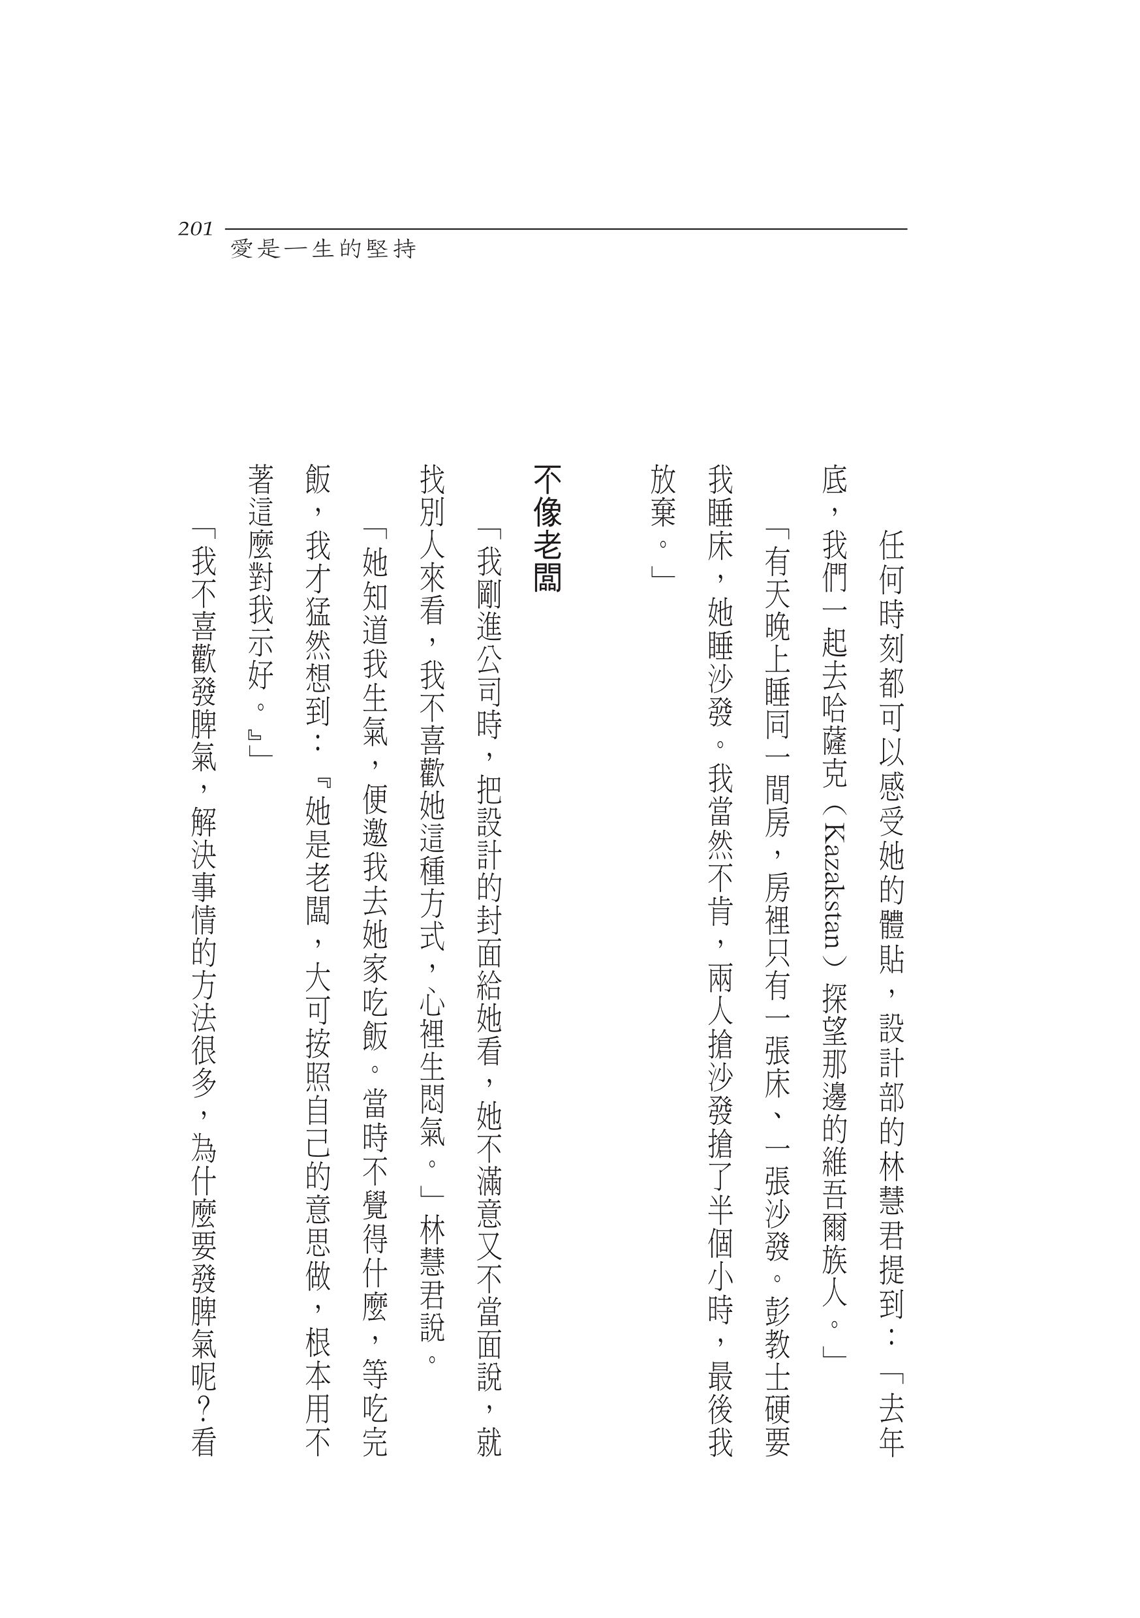 201
愛是一生的堅持
任何時刻都可以感受她的體貼，設計部的林慧君提到：「去年
底，我們一起去哈薩克（Kazakstan）探望那邊的維吾爾族人。」
「有天晚上睡同一間房，房裡只有一張床、一張沙發。彭教士硬要
我睡床，她睡沙發。我當然不肯，兩人搶沙發搶了半個小時，最後我
放棄。」
不像老闆
「我剛進公司時，把設計的封面給她看，她不滿意又不當面說，就
找別人來看，我不喜歡她這種方式，心裡生悶氣。」林慧君說。
「她知道我生氣，便邀我去她家吃飯。當時不覺得什麼，等吃完
飯，我才猛然想到：『她是老闆，大可按照自己的意思做，根本用不
著這麼對我示好。』」
「我不喜歡發脾氣，解決事情的方法很多，為什麼要發脾氣呢？看